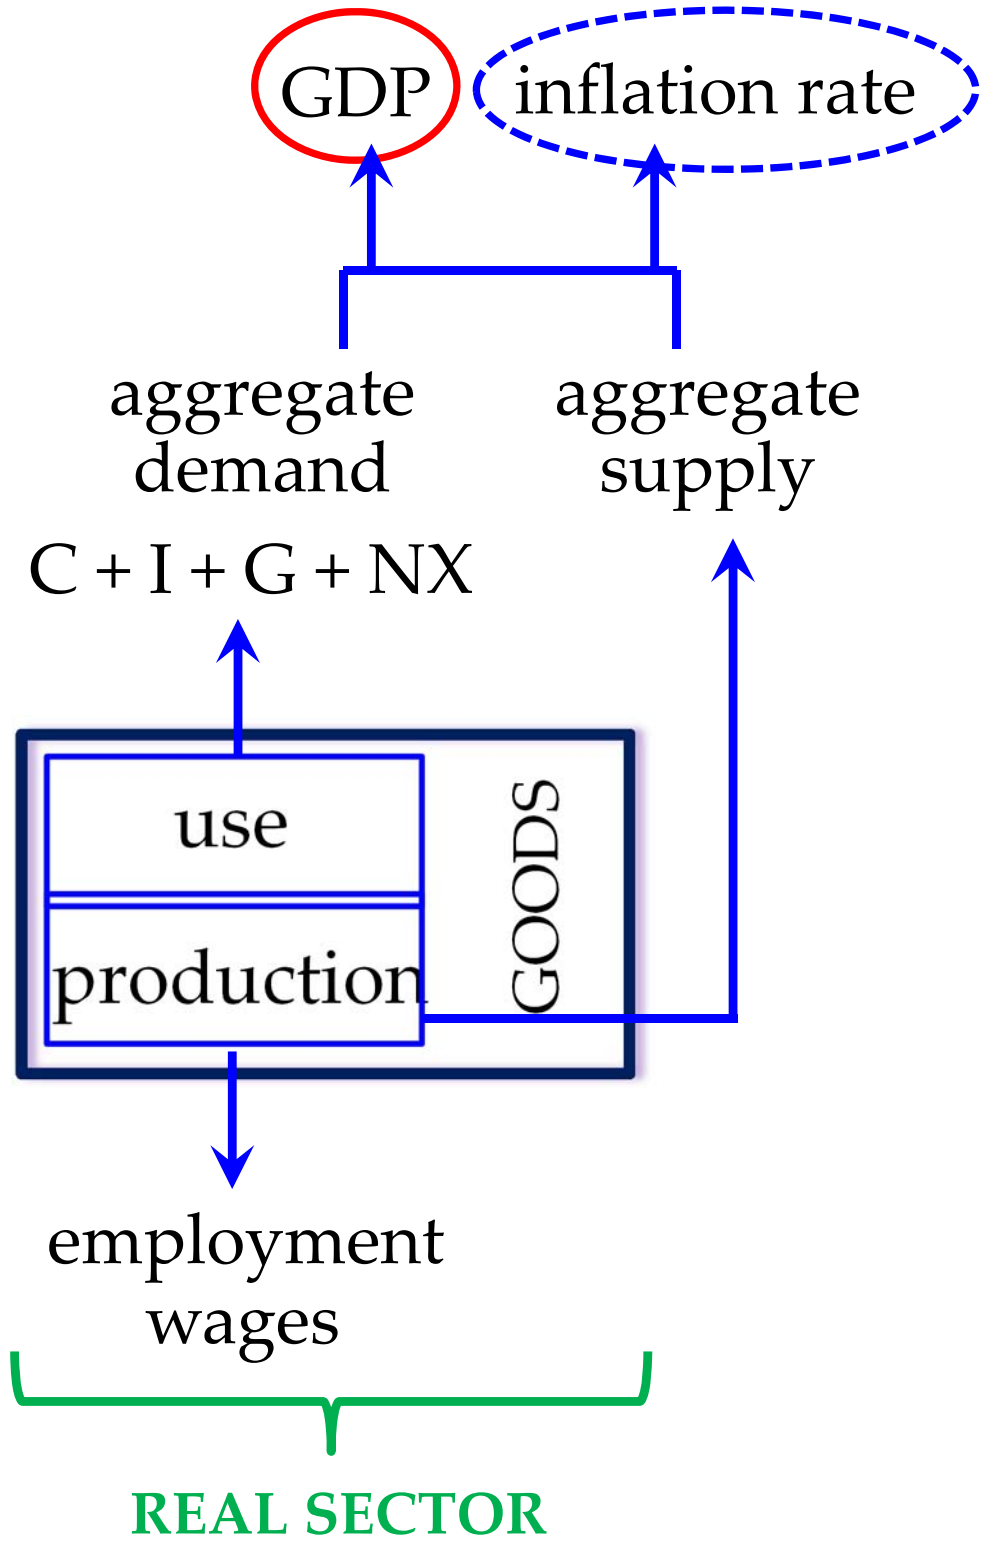 GDP
inflation rate
aggregate
demand
C + I + G + NX
aggregate
supply
use
production
GOODS
employment
wages
REAL SECTOR